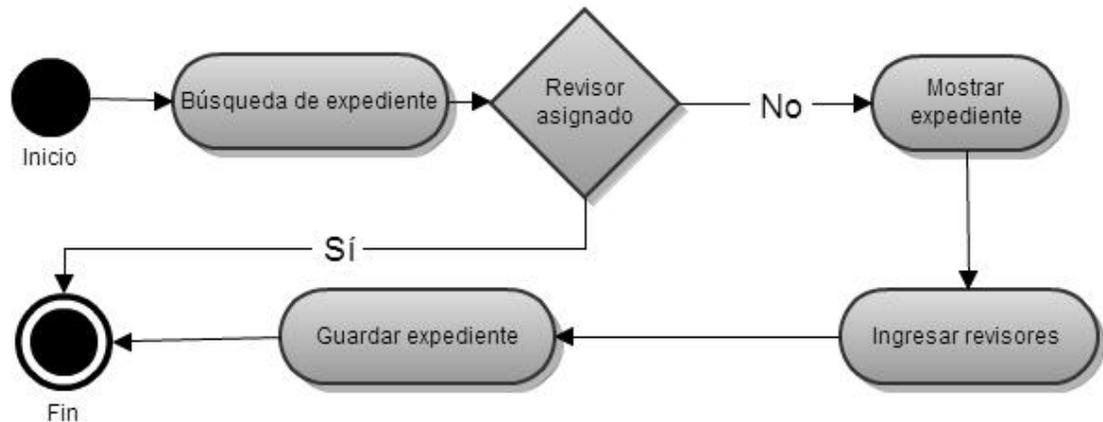 Inicio
Búsqueda de expediente
Revisor
asignado
No
Mostrar
expediente
Sí
Ingresar revisores
Guardar expediente
Fin